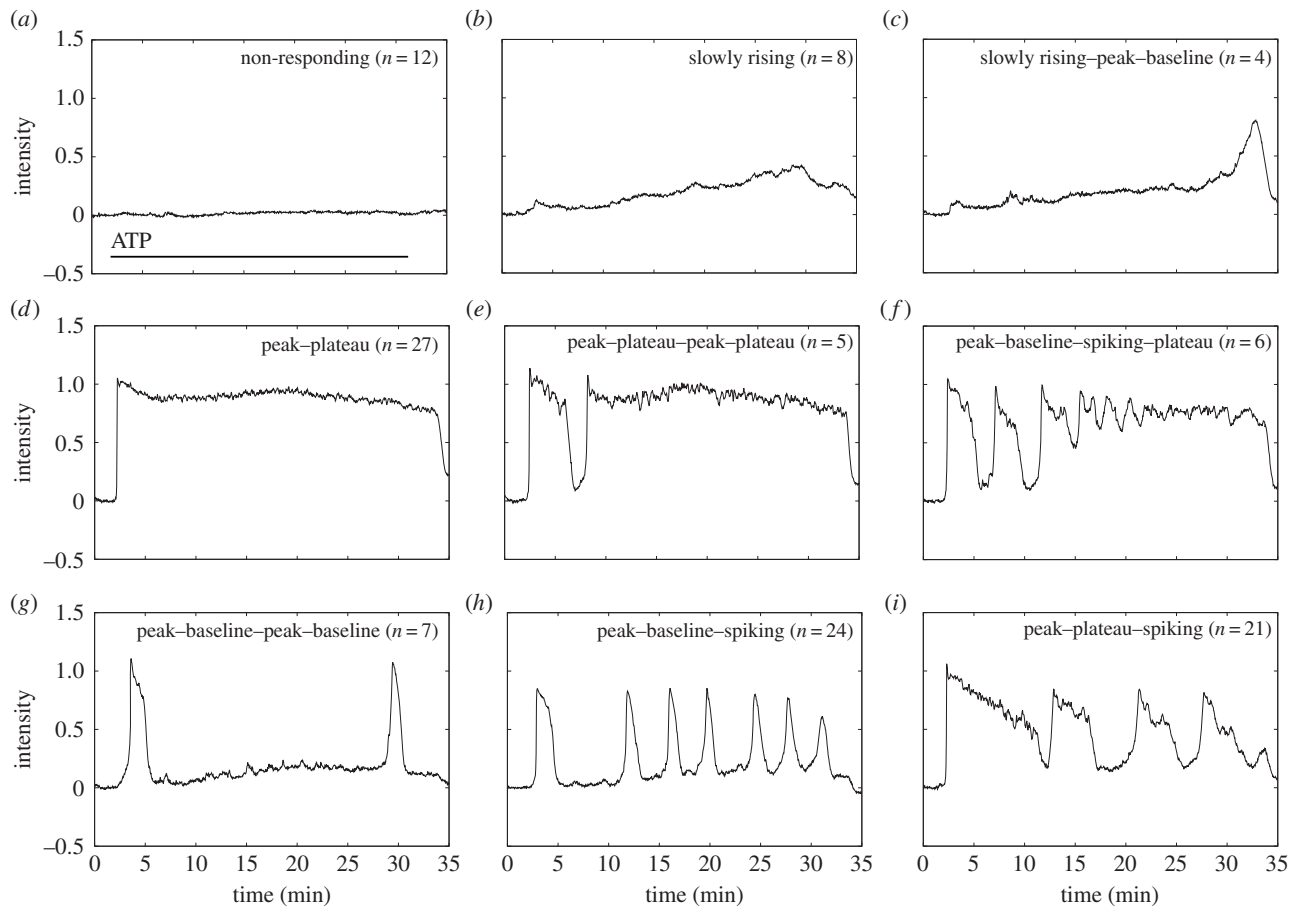 (a) (b) (c)
1.5
non-responding (n = 12) slowly rising (n = 8) slowly rising–peak–baseline (n = 4)
1.0
intensity
0.5
0
ATP
–0.5
(d) (e) (f)
1.5
peak–plateau (n = 27) peak–plateau–peak–plateau (n = 5) peak–baseline–spiking–plateau (n = 6)
1.0
intensity
0.5
0
–0.5
(g) (h) (i)
1.5
peak–baseline–peak–baseline (n = 7) peak–baseline–spiking (n = 24) peak–plateau–spiking (n = 21)
1.0
intensity
0.5
0
–0.5
0 5 10 15 20 25 30 35 0 5 10 15 20 25 30 35 0 5 10 15 20 25 30 35
time (min) time (min) time (min)